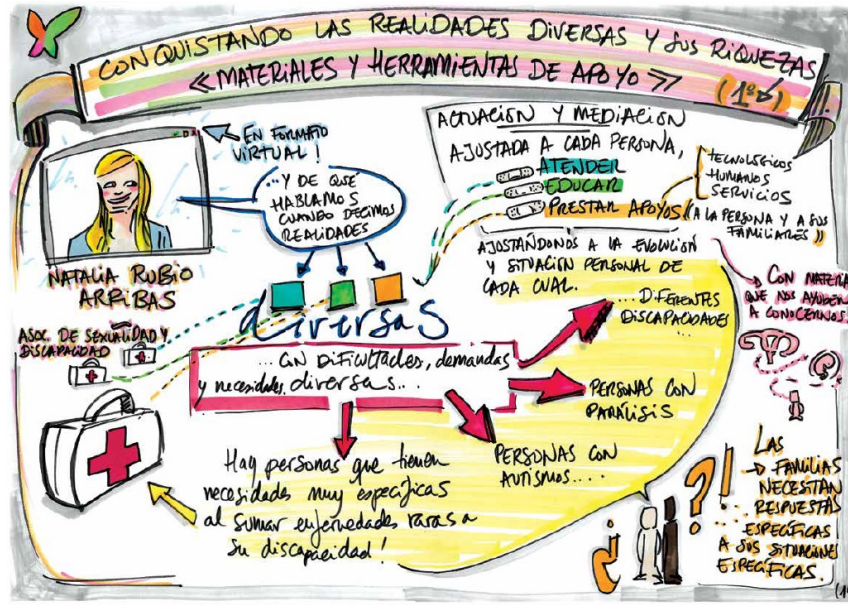 CONQUISTANDO LAS REALIDADES DIVERSAS Y SUS RIQUEZAS
<< MATERIALES Y HERRAMIENTAS DE APOYO >>
EN FORMATO
VIRTUAL!
...Y DE QUÉ
HABLAMOS
CUANDO DECIMOS
REALIDADES
diversas
NATALIA RUBIO
ARRIBAS
ASOC. DE SEXUALIDAD Y
DISCAPACIDAD
ACTUACIÓN Y MEDIACIÓN
AJUSTADA A CADA PERSONA,
ATENDER
EDUCAR
PRESTAR APOYOS
TECNOLÓGICOS
HUMANOS
SERVICIOS
((A LA PERSONA Y A SUS
FAMILIARES))
AJUSTÁNDONOS A LA EVOLUCIÓN
Y SITUACIÓN PERSONAL DE
CADA CUAL.
CON MATERIA
QUE NOS AYUDEN
A CONOCERNOS
... CON DIFICULTADES, demandas
y necesidades diversas...
... DIFERENTES
DISCAPACIDADES
...
PERSONAS CON
PARÁLISIS
PERSONAS CON
AUTISMOS....
Hay personas que tienen
necesidades muy específicas
al sumar enfermedades raras a
su discapacidad!
¿?!
LAS
FAMILIAS
NECESITAN
RESPUESTAS
ESPECÍFICAS
A SUS SITUACIONES
ESPECÍFICAS.